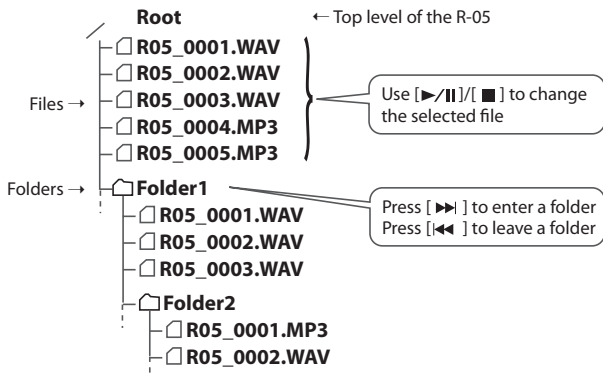 Root
← Top level of the R-05
R05_0001.WAV
R05_0002.WAV
R05_0003.WAV
R05_0004.MP3
R05_0005.MP3
Files →
Use [►/II]/[ ■ ] to change
the selected file
Folders →
Folder1
Press [ ►►| ] to enter a folder
Press [|◄◄ ] to leave a folder
R05_0001.WAV
R05_0002.WAV
R05_0003.WAV
Folder2
R05_0001.MP3
R05_0002.WAV